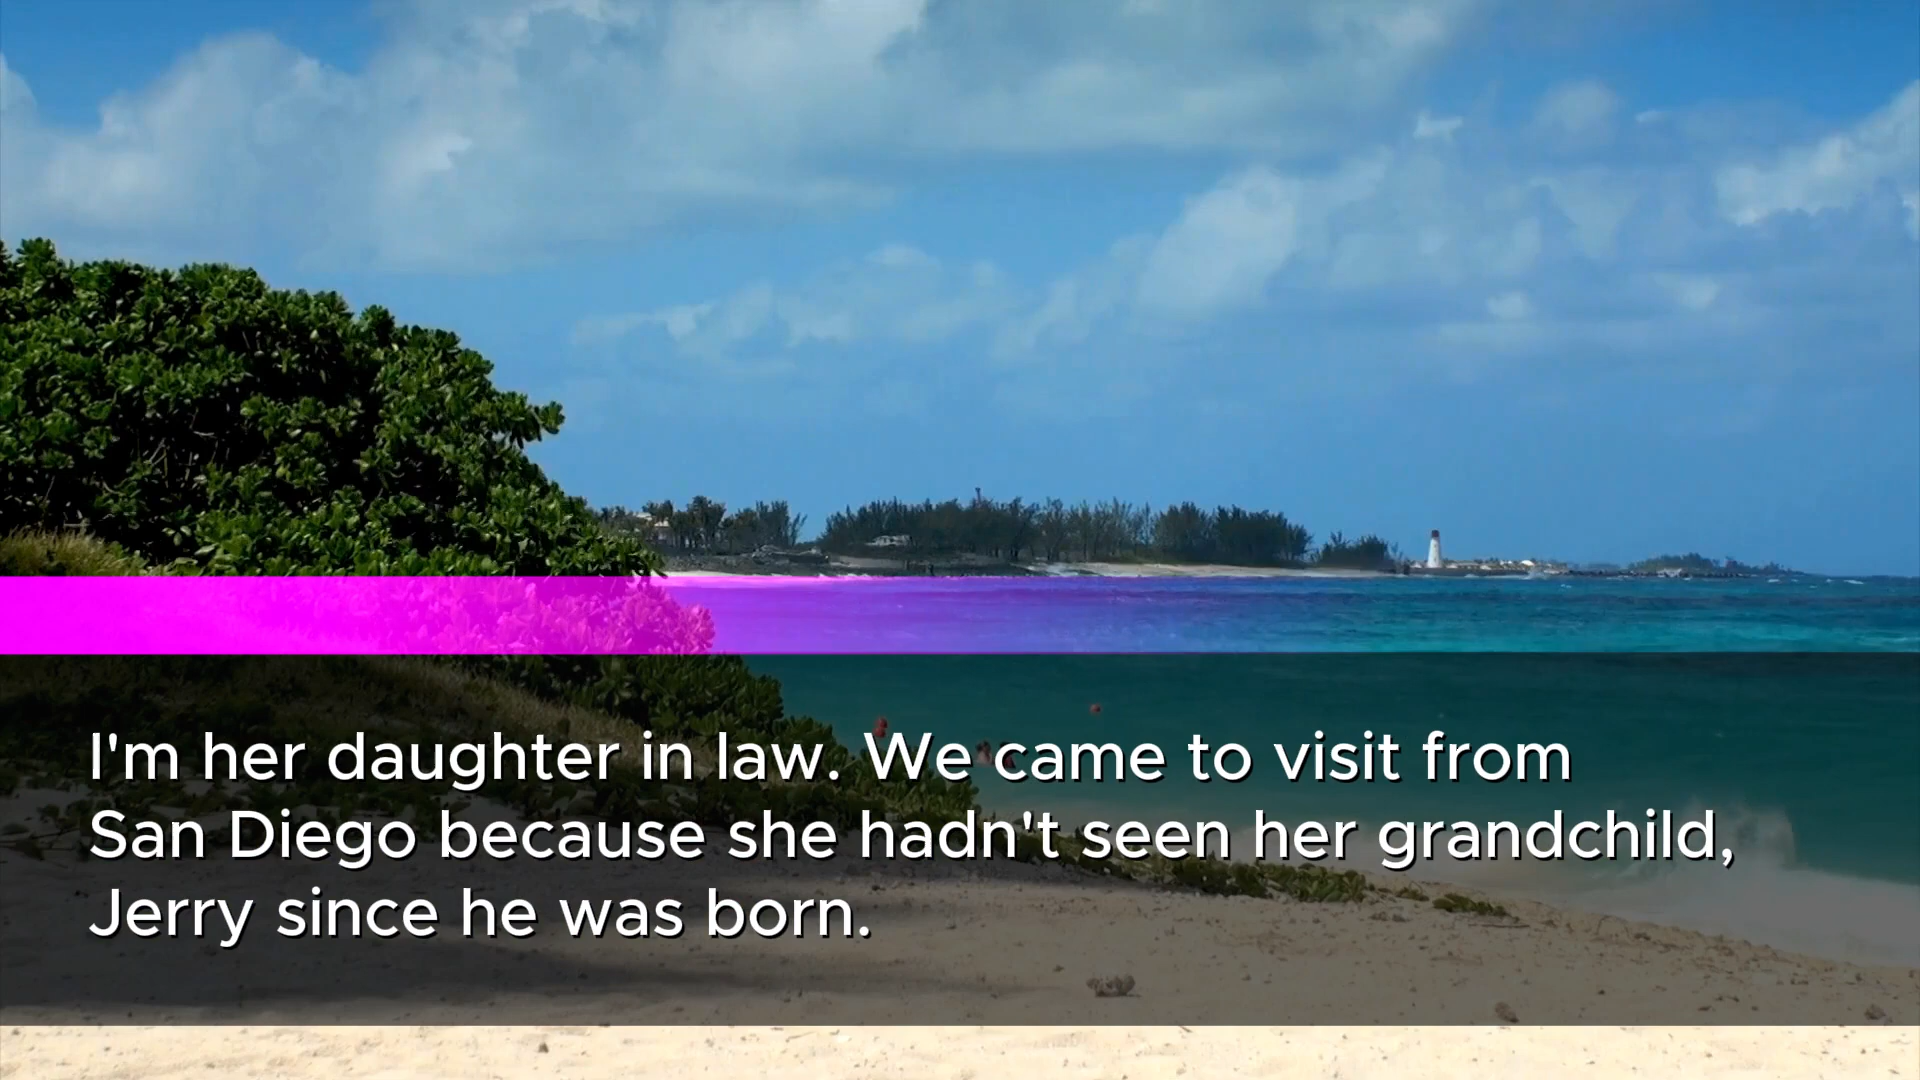 I'm her daughter in law. We came to visit from
San Diego because she hadn't seen her grandchild,
Jerry since he was born.